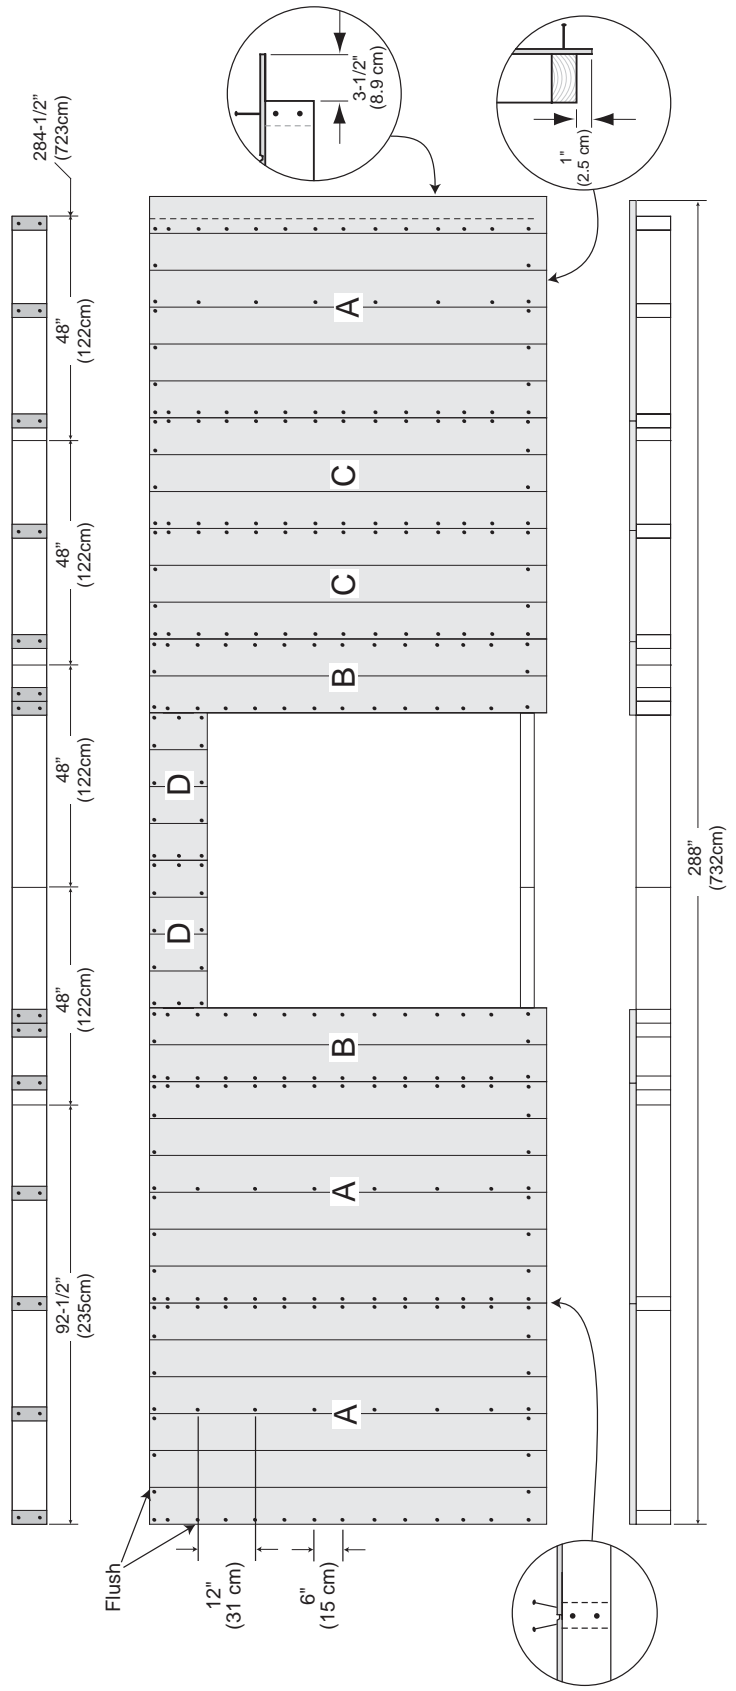 284-1/2”
(723cm)
92-1/2”
(235cm)
48”
(122cm)
48”
(122cm)
48”
(122cm)
48”
(122cm)
Flush
12"
(31 cm)
6"
(15 cm)
D
D
A
A
B
B
C
C
A
3-1/2"
(8.9 cm)
1"
(2.5 cm)
288”
(732cm)